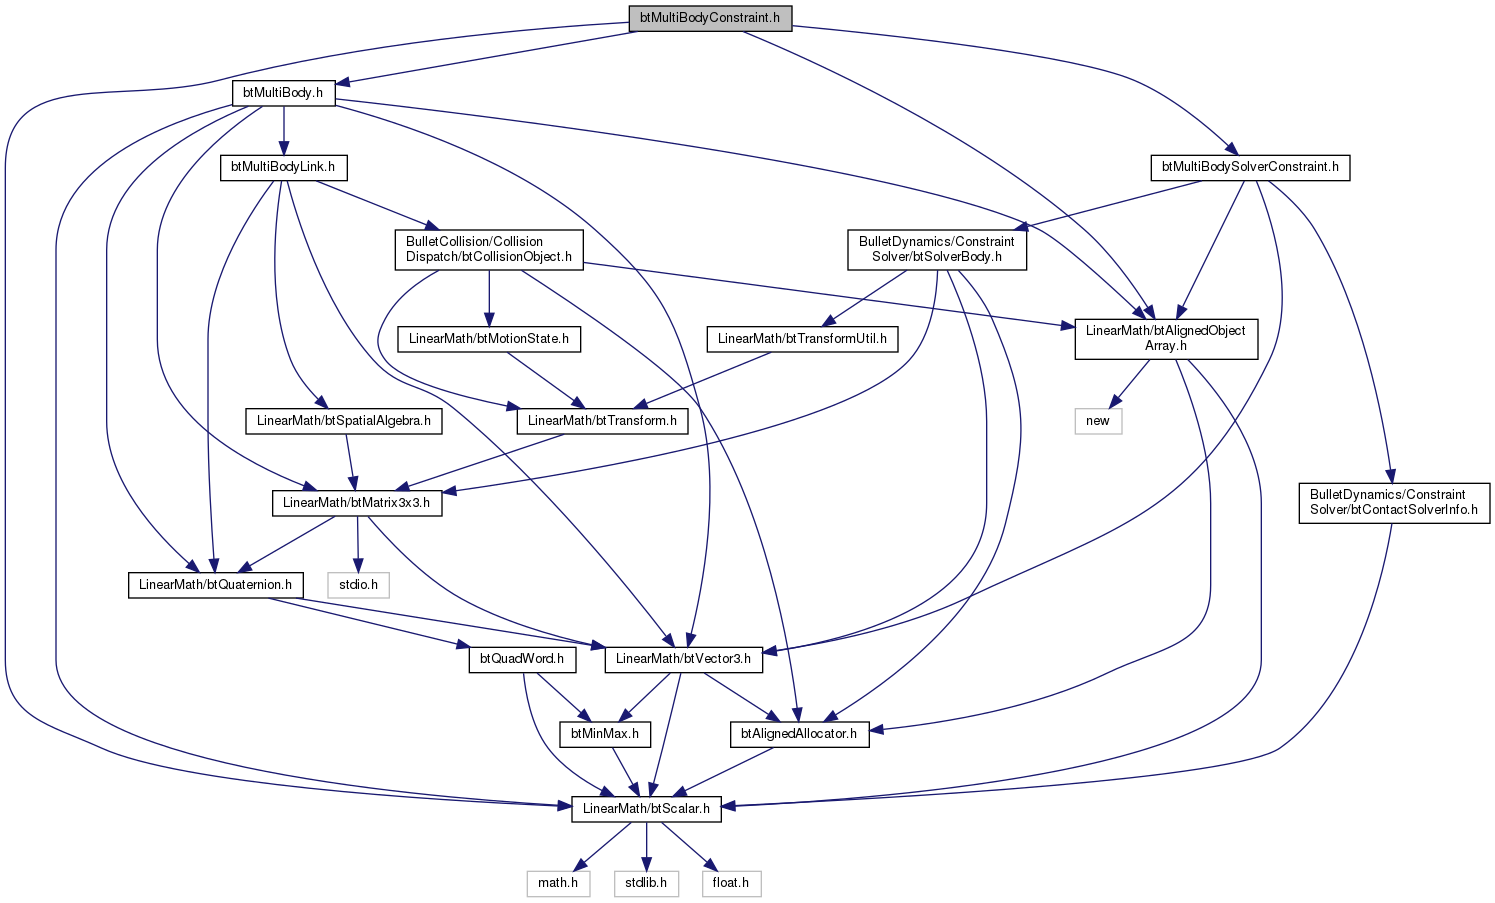 btMultiBodyConstraint.h
btMultiBody.h
btMultiBodyLink.h
btMultiBodySolverConstraint.h
BulletCollision/Collision
Dispatch/btCollisionObject.h
BulletDynamics/Constraint
Solver/btSolverBody.h
LinearMath/btMotionState.h
LinearMath/btTransformUtil.h
LinearMath/btAlignedObject
Array.h
LinearMath/btSpatialAlgebra.h
LinearMath/btTransform.h
new
LinearMath/btMatrix3x3.h
BulletDynamics/Constraint
Solver/btContactSolverInfo.h
LinearMath/btQuaternion.h
stdio.h
btQuadWord.h
LinearMath/btVector3.h
btMinMax.h
btAlignedAllocator.h
LinearMath/btScalar.h
math.h
stdlib.h
float.h